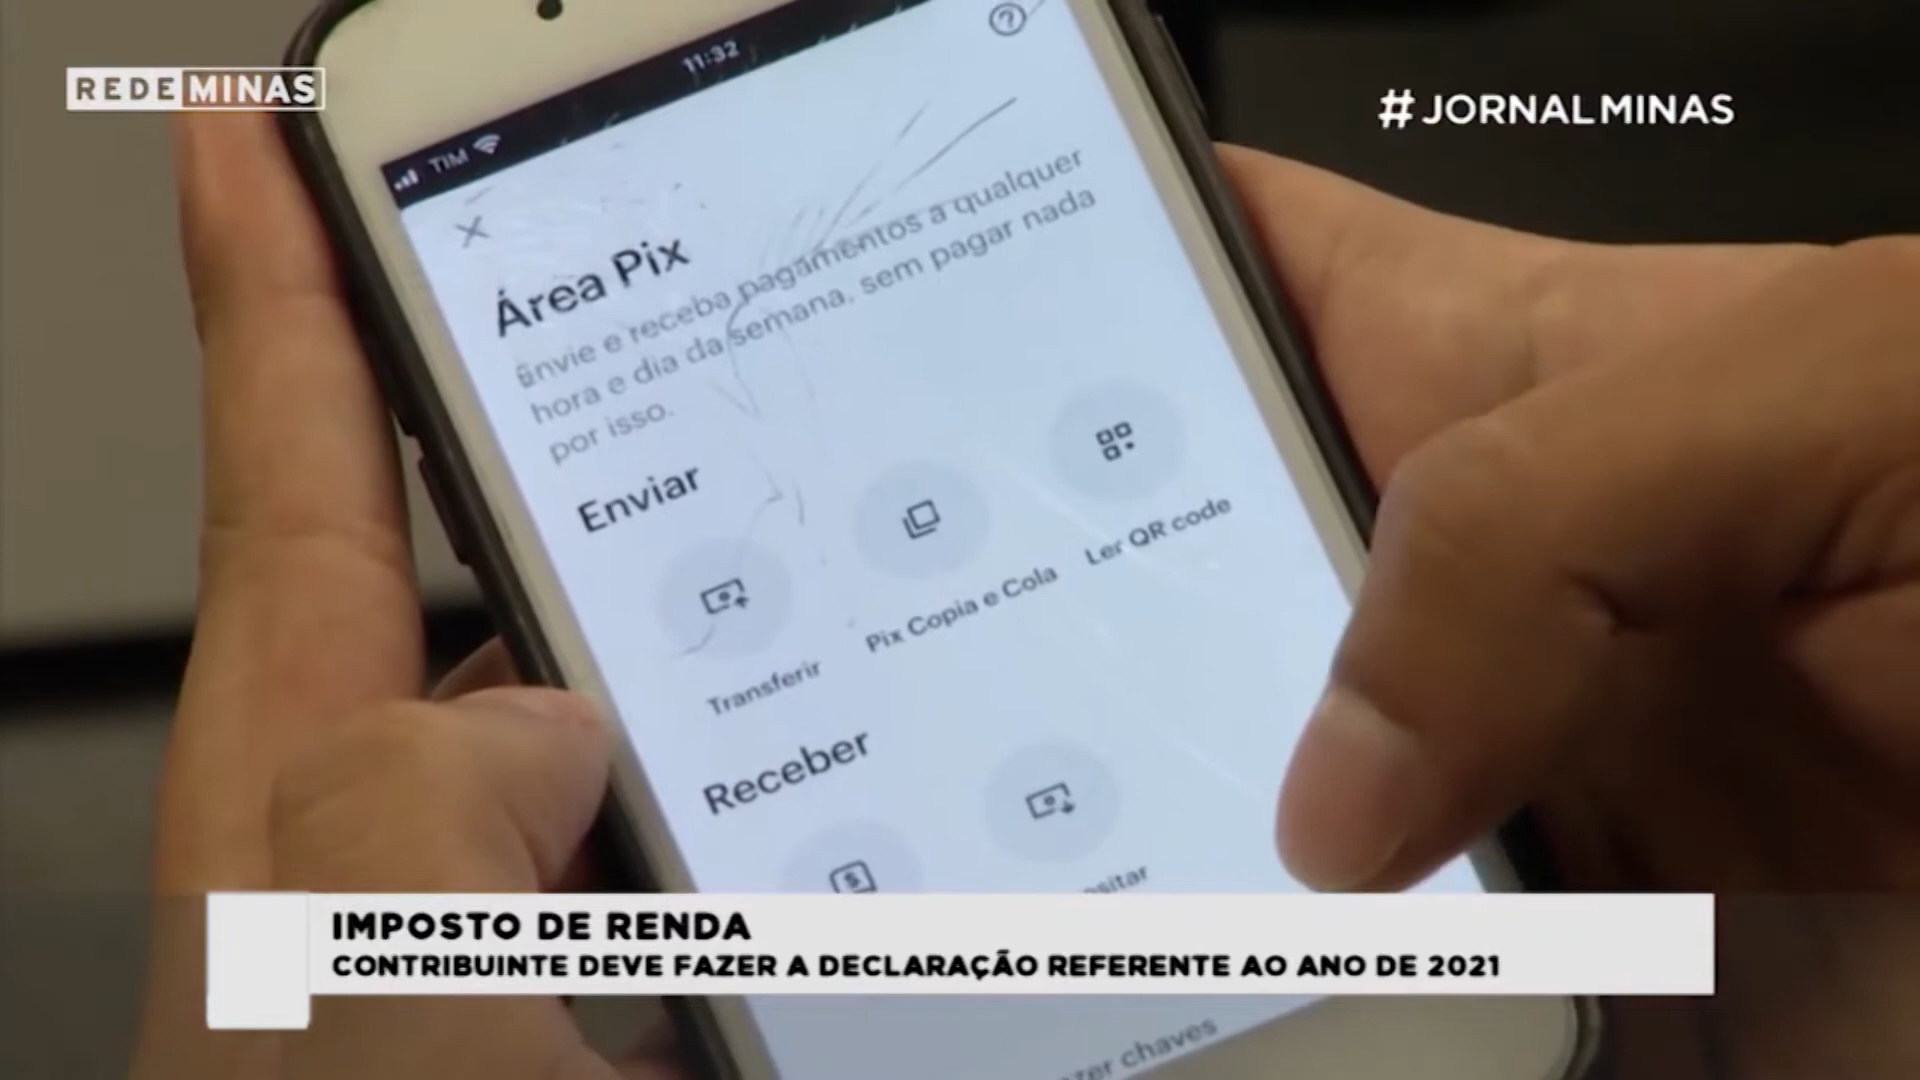 REDE MINAS
#JORNALMINAS
11:32
TIM
Área Pix
Envie e receba pagamentos a qualquer
hora e dia da semana, sem pagar nada
por isso.
Enviar
Transferir
Pix Copia e Cola
Ler QR code
Receber
IMPOSTO DE RENDA
CONTRIBUINTE DEVE FAZER A DECLARAÇÃO REFERENTE AO ANO DE 2021
chaves